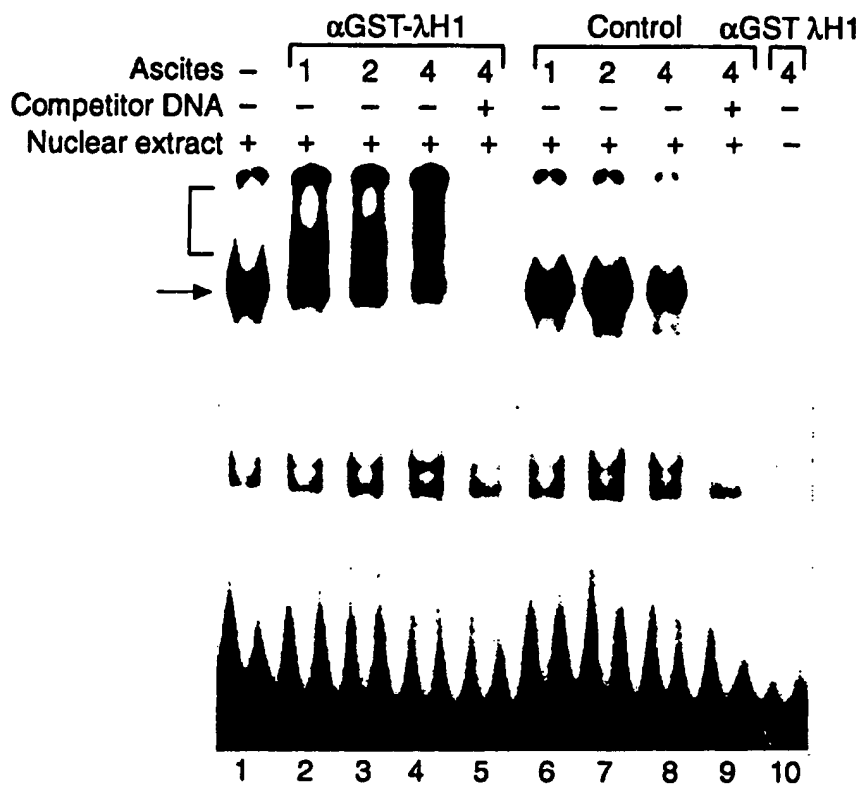 αGST-λH1 Control αGST λH1
Ascites – 1 2 4 4 1 2 4 4 4
Competitor DNA – – – – + – – – + –
Nuclear extract + + + + + + + + + –
1 2 3 4 5 6 7 8 9 10